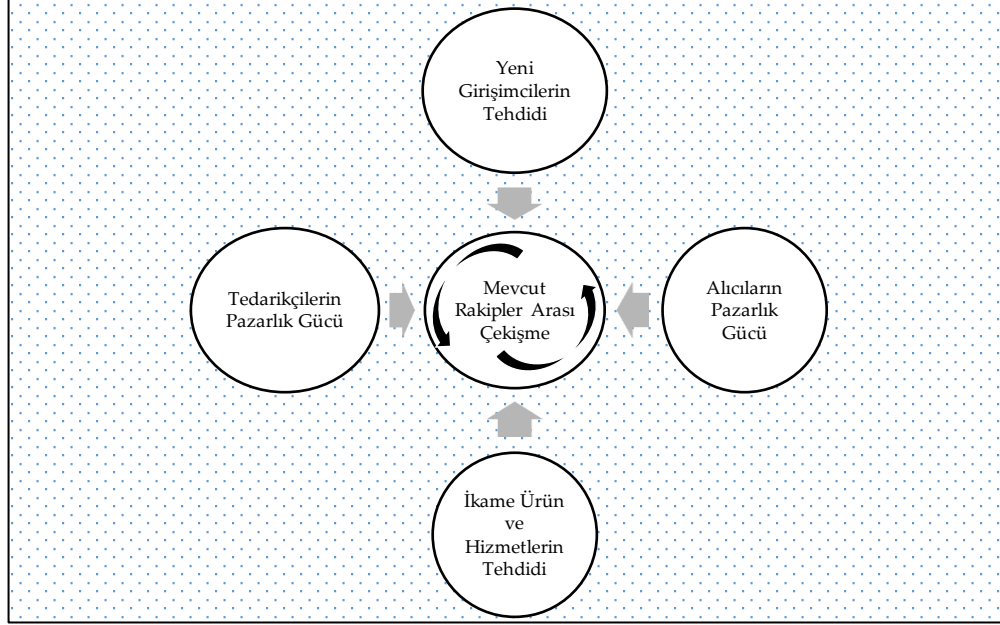 Yeni
Girişimcilerin
Tehdidi
Tedarikçilerin
Pazarlık Gücü
Mevcut
Rakipler Arası
Çekişme
Alıcıların
Pazarlık
Gücü
İkame Ürün
ve
Hizmetlerin
Tehdidi